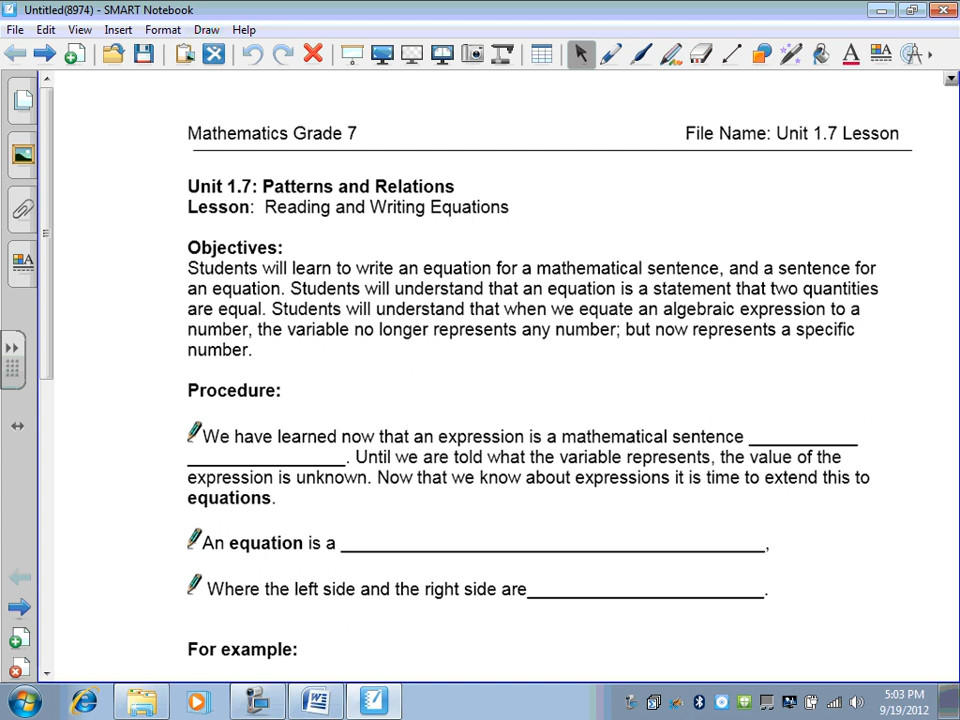 Untitled(8974) - SMART Notebook
File Edit View Insert Format Draw Help
Mathematics Grade 7 File Name: Unit 1.7 Lesson
Unit 1.7: Patterns and Relations
Lesson: Reading and Writing Equations
Objectives:
Students will learn to write an equation for a mathematical sentence, and a sentence for
an equation. Students will understand that an equation is a statement that two quantities
are equal. Students will understand that when we equate an algebraic expression to a
number, the variable no longer represents any number; but now represents a specific
number.
Procedure:
We have learned now that an expression is a mathematical sentence ___________
________________. Until we are told what the variable represents, the value of the
expression is unknown. Now that we know about expressions it is time to extend this to
equations.
An equation is a ___________________________________________,
Where the left side and the right side are________________________.
For example:
5:03 PM
9/19/2012